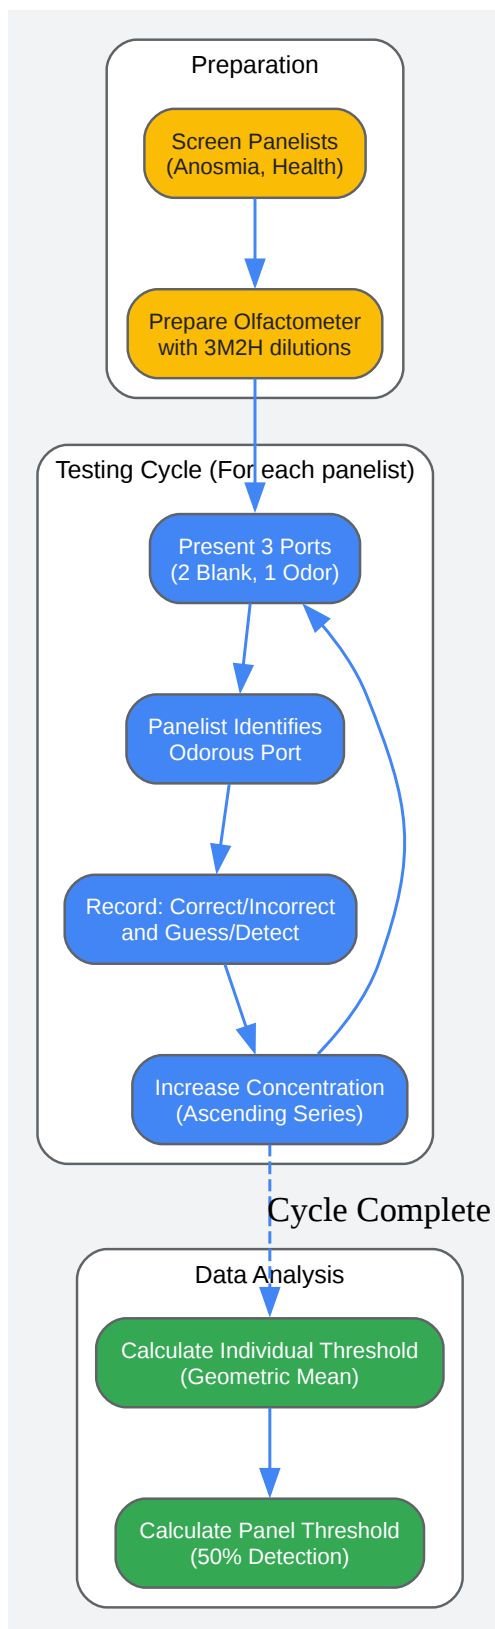 Preparation
Screen Panelists
(Anosmia, Health)
Prepare Olfactometer
with 3M2H dilutions
Testing Cycle (For each panelist)
Present 3 Ports
(2 Blank, 1 Odor)
Panelist Identifies
Odorous Port
Record: Correct/Incorrect
and Guess/Detect
Increase Concentration
(Ascending Series)
Cycle Complete
Data Analysis
Calculate Individual Threshold
(Geometric Mean)
Calculate Panel Threshold
(50% Detection)